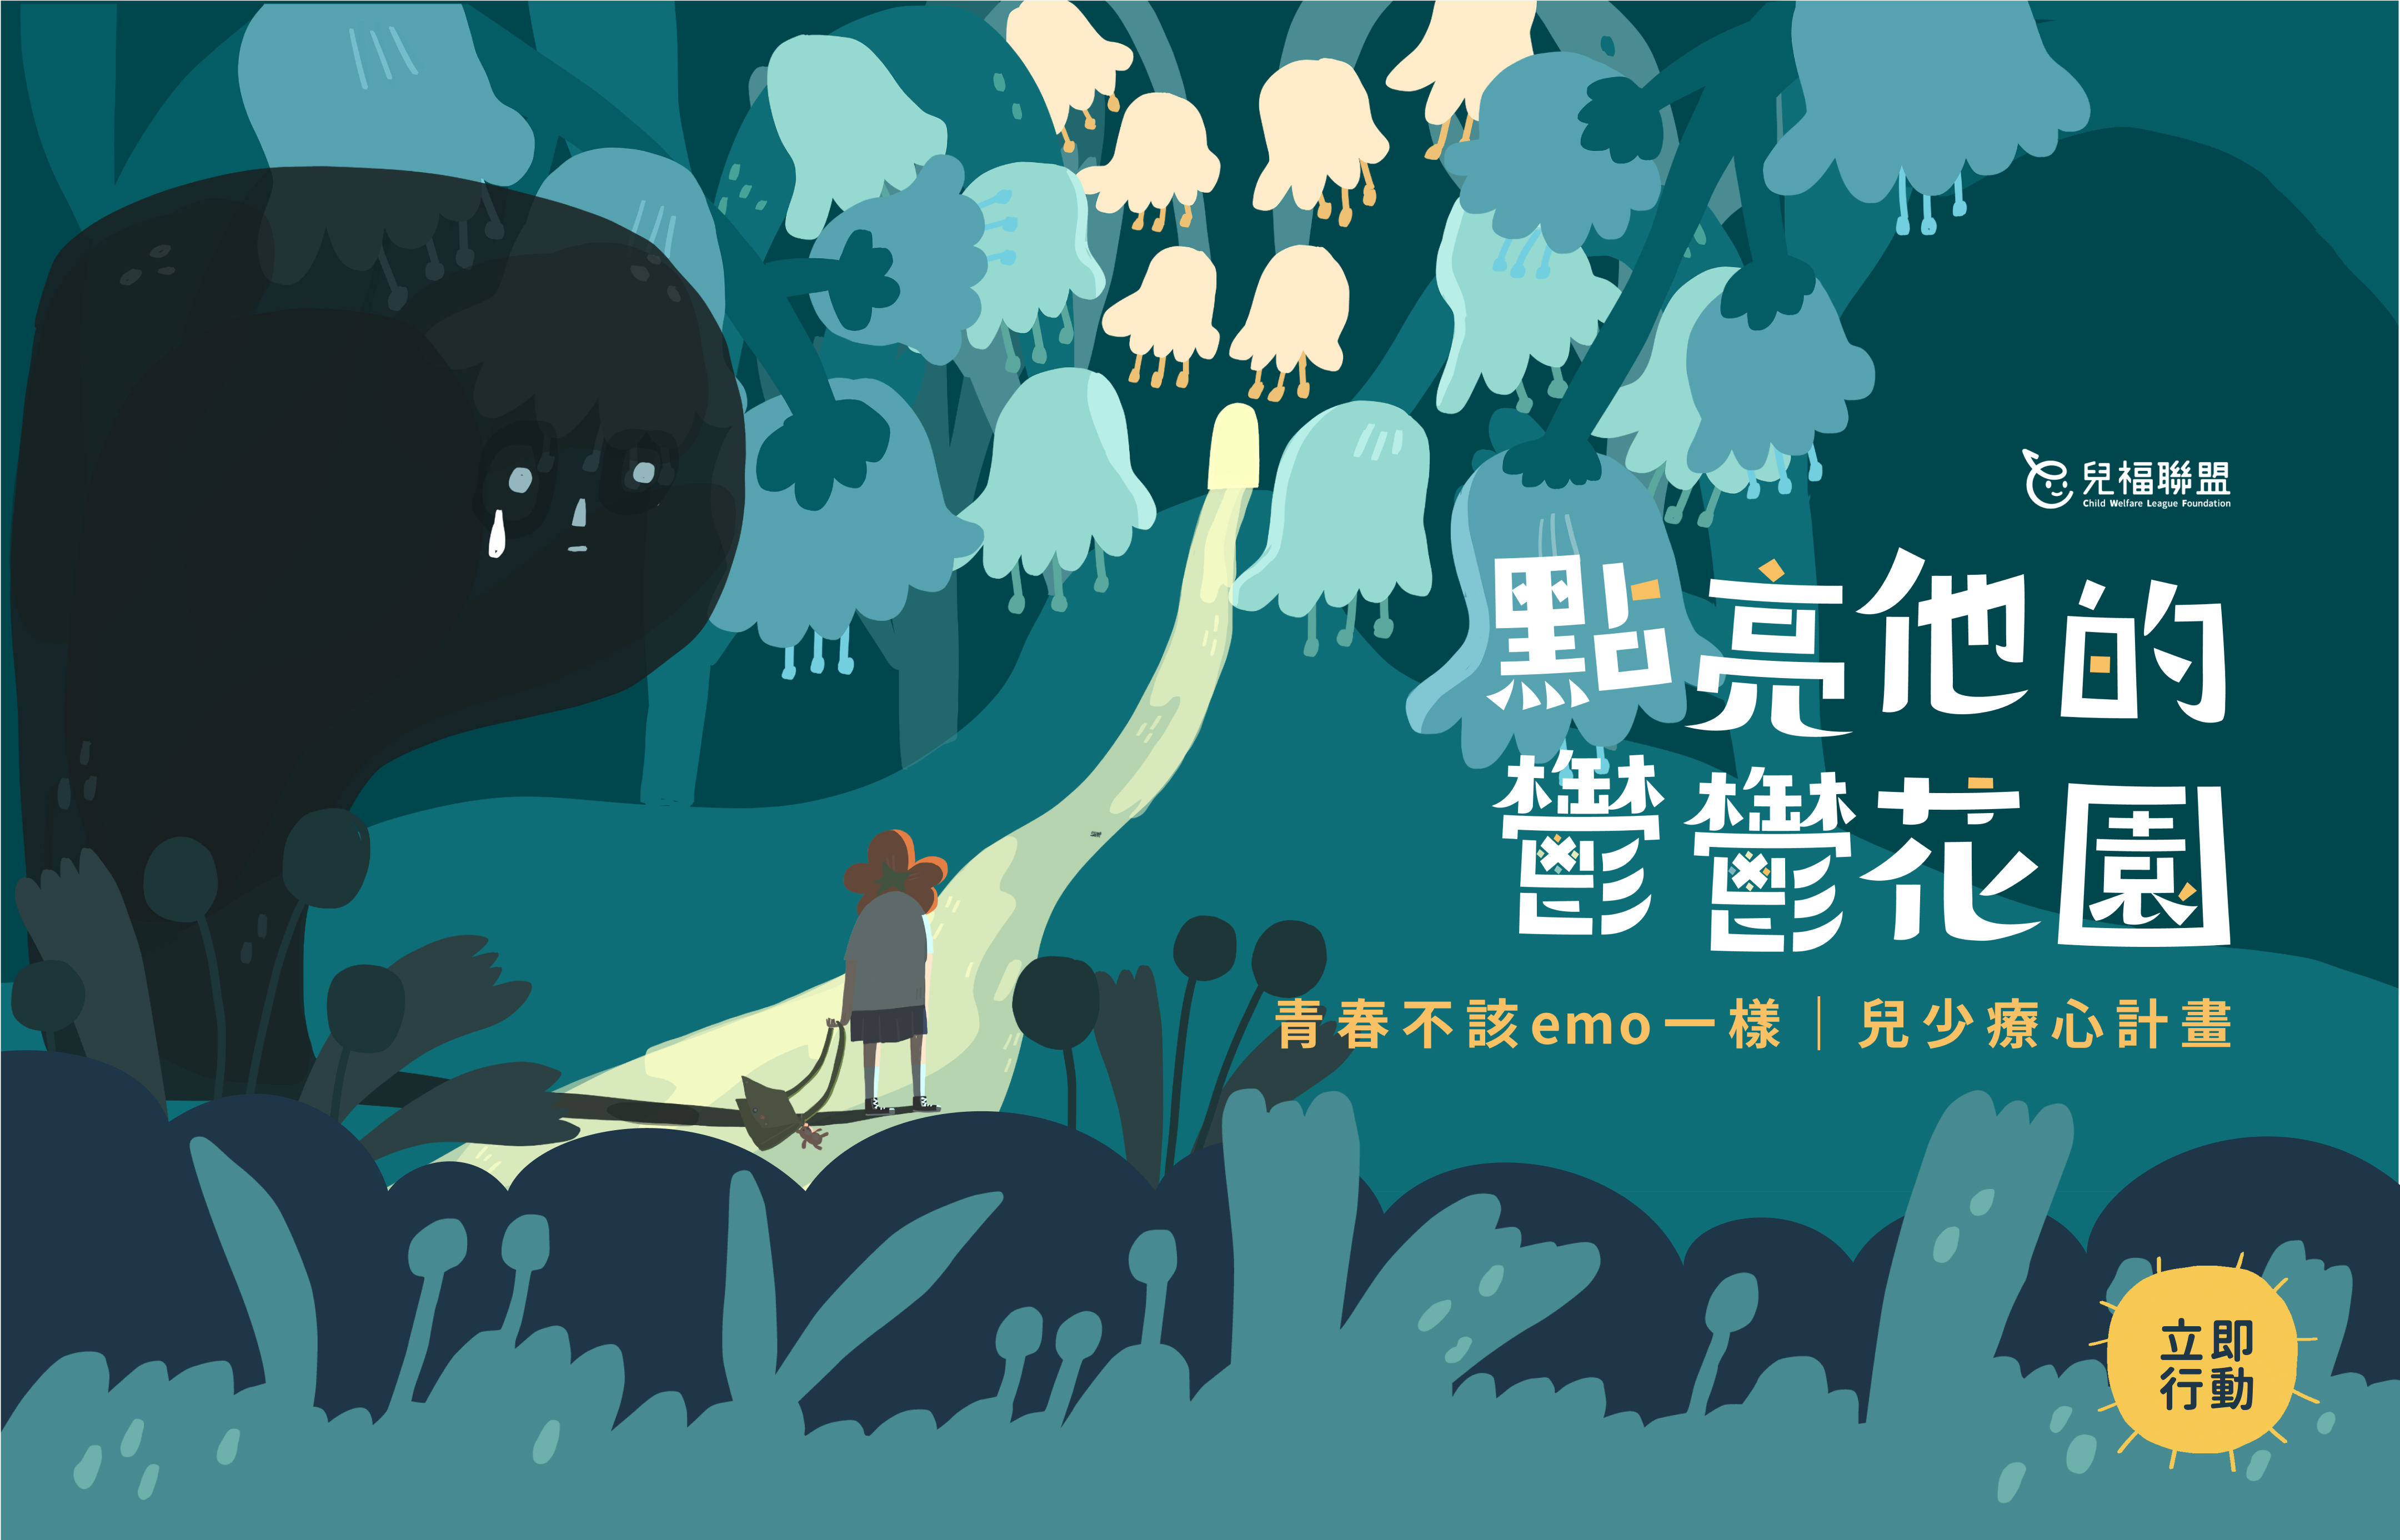 兒福聯盟
Child Welfare League Foundation
點亮他的
鬱鬱花園
青春不該emo一樣｜兒少療心計畫
立即
行動